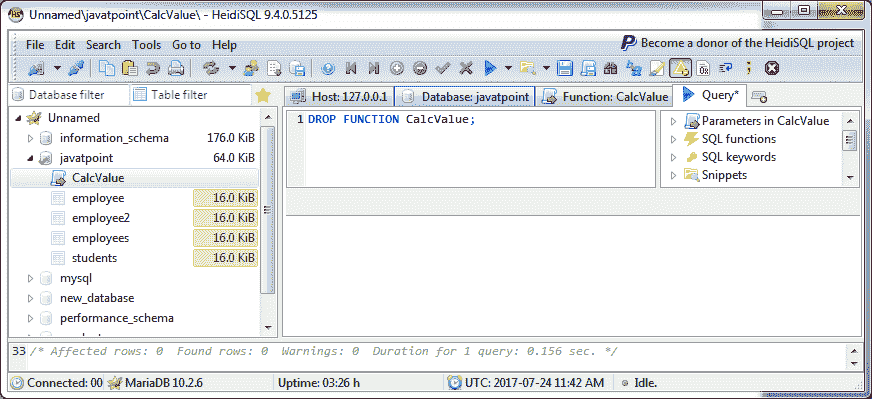 Unnamed\javatpoint\CalcValue\ - HeidiSQL 9.4.0.5125
File Edit Search Tools Go to Help
Become a donor of the HeidiSQL project
Database filter
Table filter
Host: 127.0.0.1
Database: javatpoint
Function: CalcValue
Query*
Unnamed
information_schema 176.0 KiB
javatpoint 64.0 KiB
CalcValue
employee 16.0 KiB
employee2 16.0 KiB
employees 16.0 KiB
students 16.0 KiB
mysql
new_database
performance_schema
1 DROP FUNCTION CalcValue;
Parameters in CalcValue
SQL functions
SQL keywords
Snippets
33 /* Affected rows: 0 Found rows: 0 Warnings: 0 Duration for 1 query: 0.156 sec. */
Connected: 00
MariaDB 10.2.6
Uptime: 03:26 h
UTC: 2017-07-24 11:42 AM
Idle.